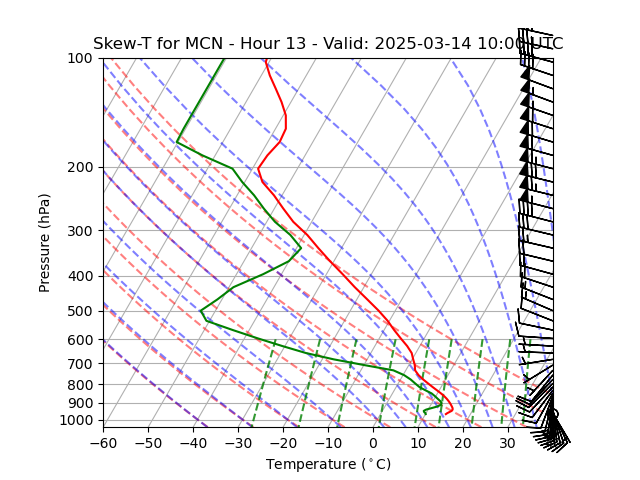 Skew-T for MCN - Hour 13 - Valid: 2025-03-14 10:00 UTC
100
200
300
400
500
600
700
800
900
1000
Pressure (hPa)
−60 −50 −40 −30 −20 −10 0 10 20 30
Temperature (°C)